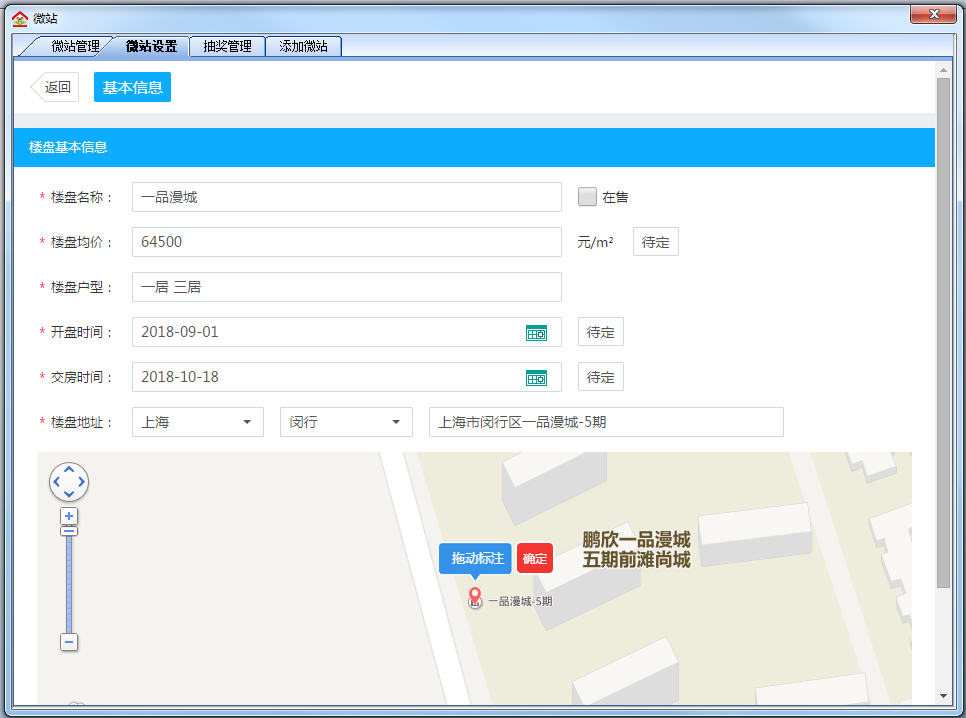 微站
微站管理 微站设置 抽奖管理 添加微站
返回 基本信息
楼盘基本信息
* 楼盘名称： 一品漫城 在售
* 楼盘均价： 64500 元/m² 待定
* 楼盘户型： 一居 三居
* 开盘时间： 2018-09-01 待定
* 交房时间： 2018-10-18 待定
* 楼盘地址： 上海 闵行 上海市闵行区一品漫城-5期
鹏欣一品漫城
五期前滩尚城
拖动标注 确定
一品漫城-5期